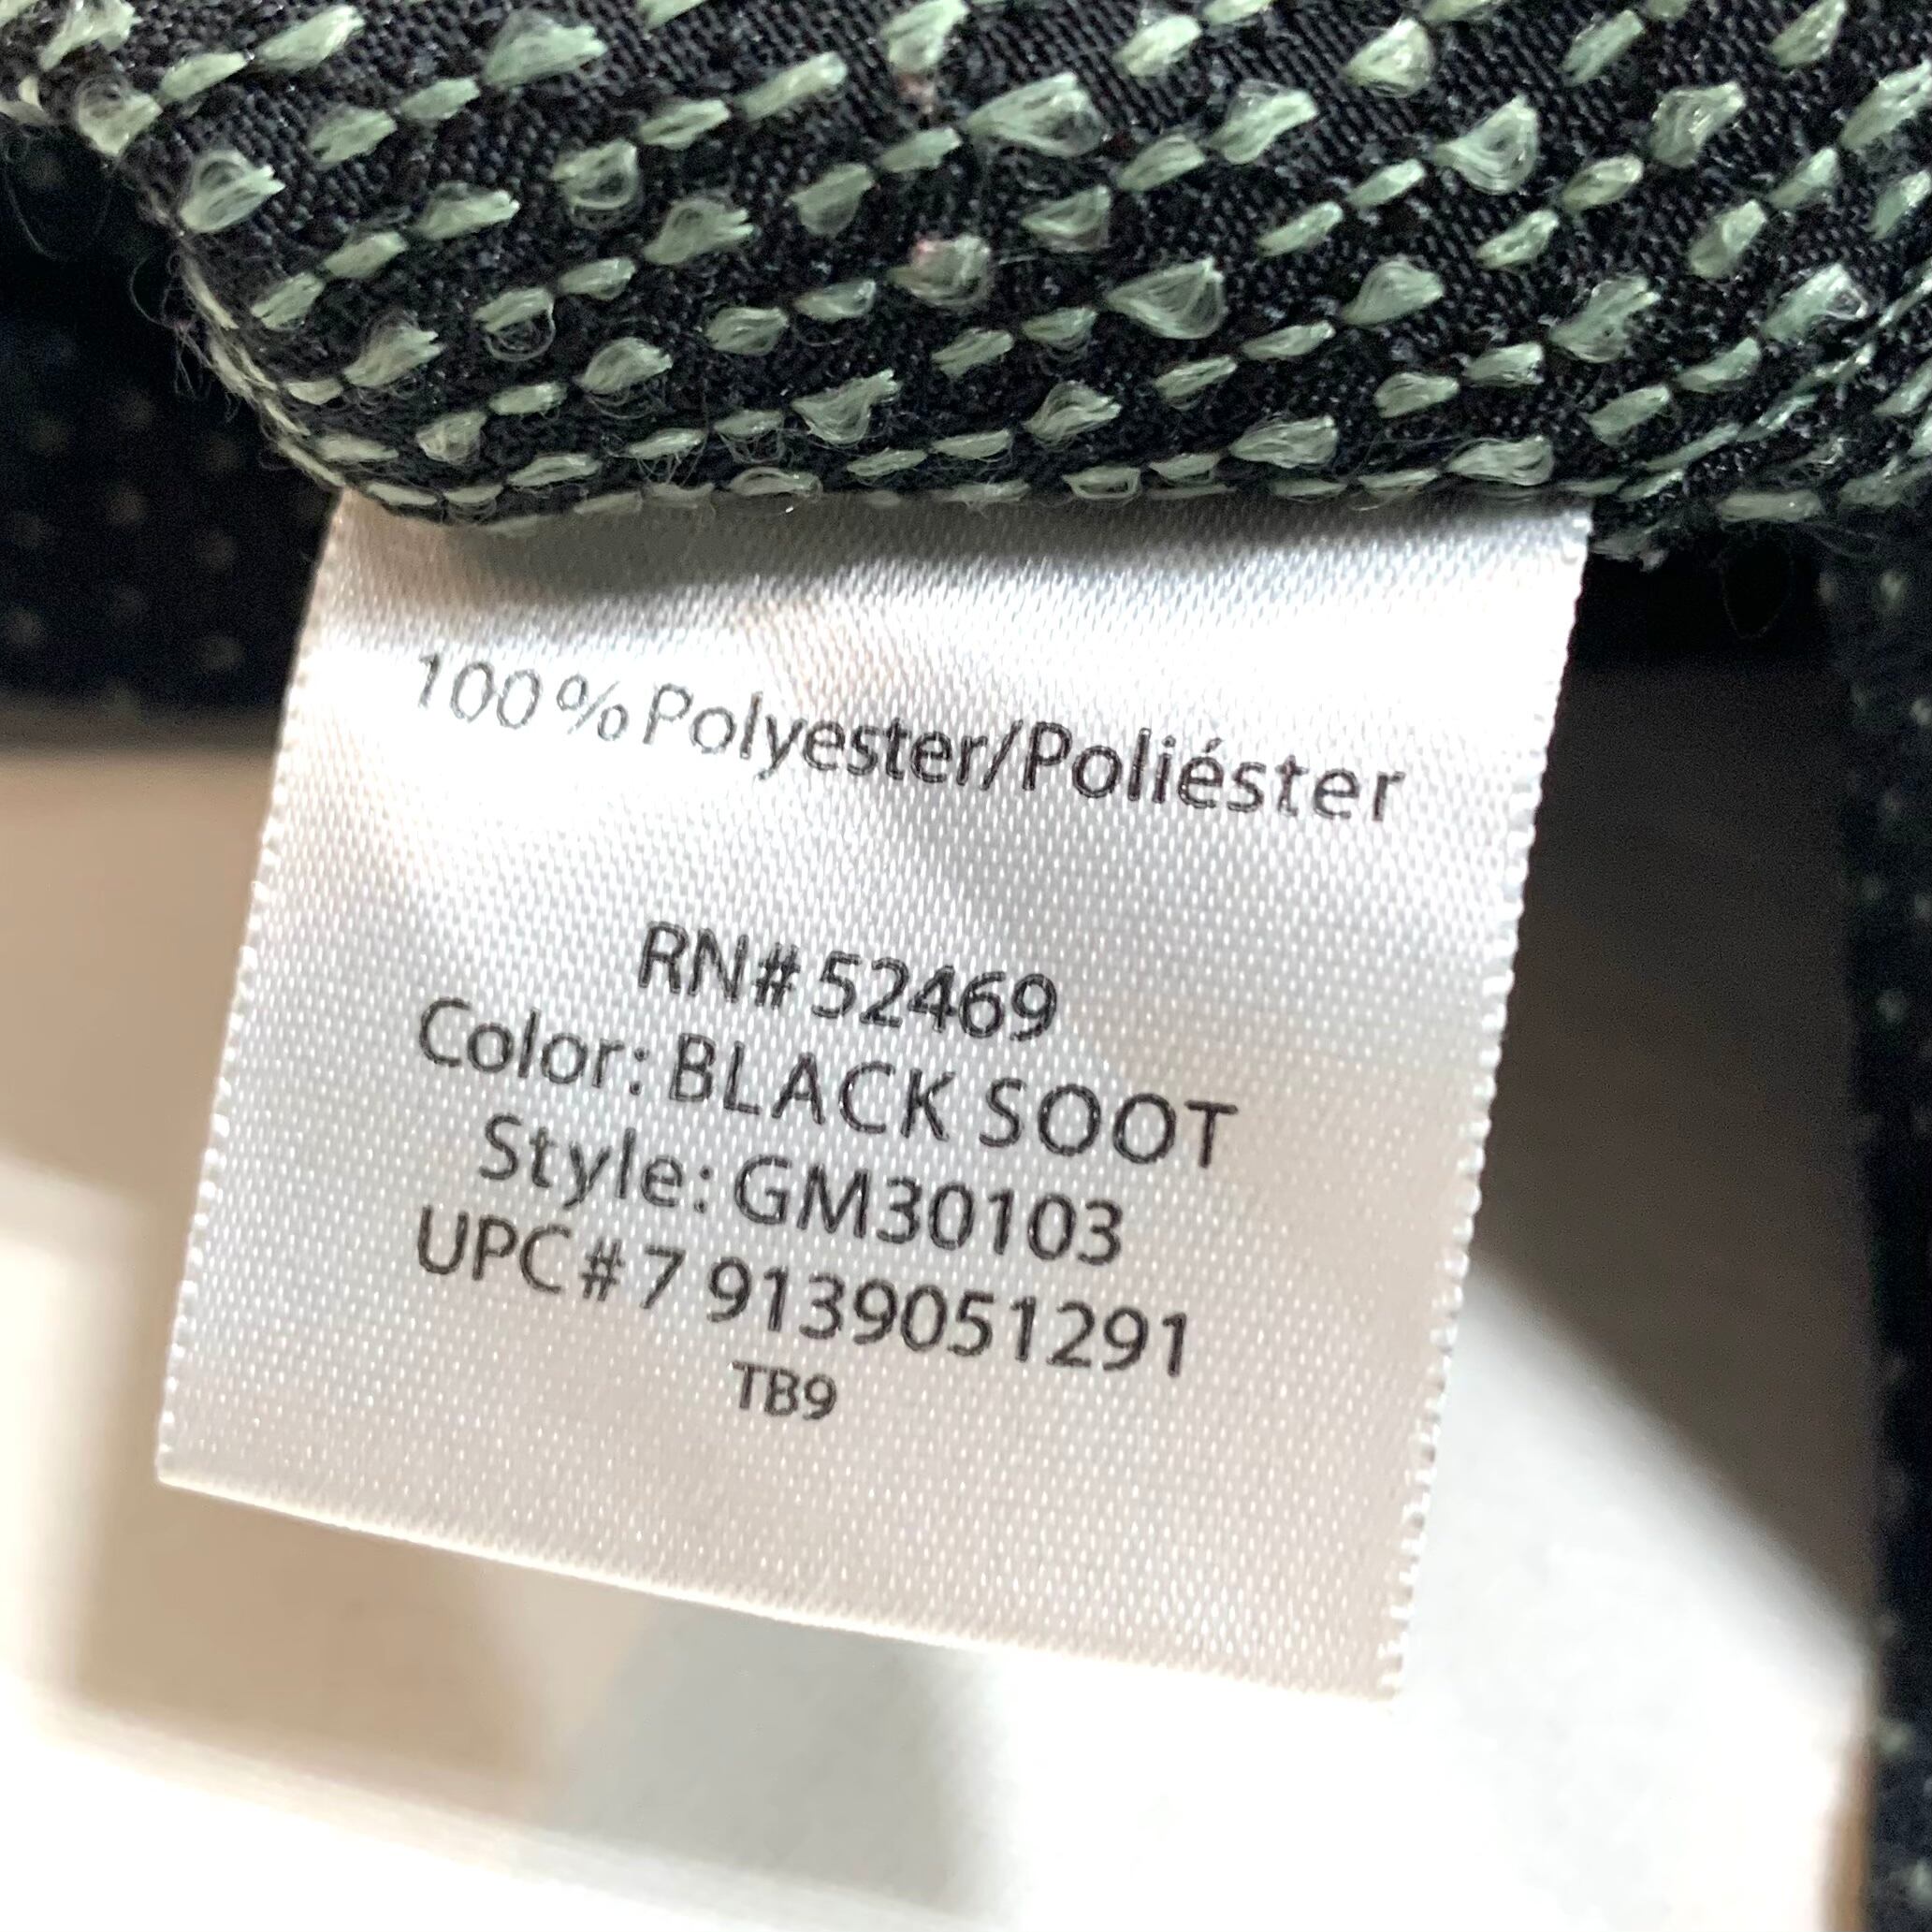 100% Polyester/Poliéster
RN# 52469
Color: BLACK SOOT
Style: GM30103
UPC # 7 9139051291
TB9